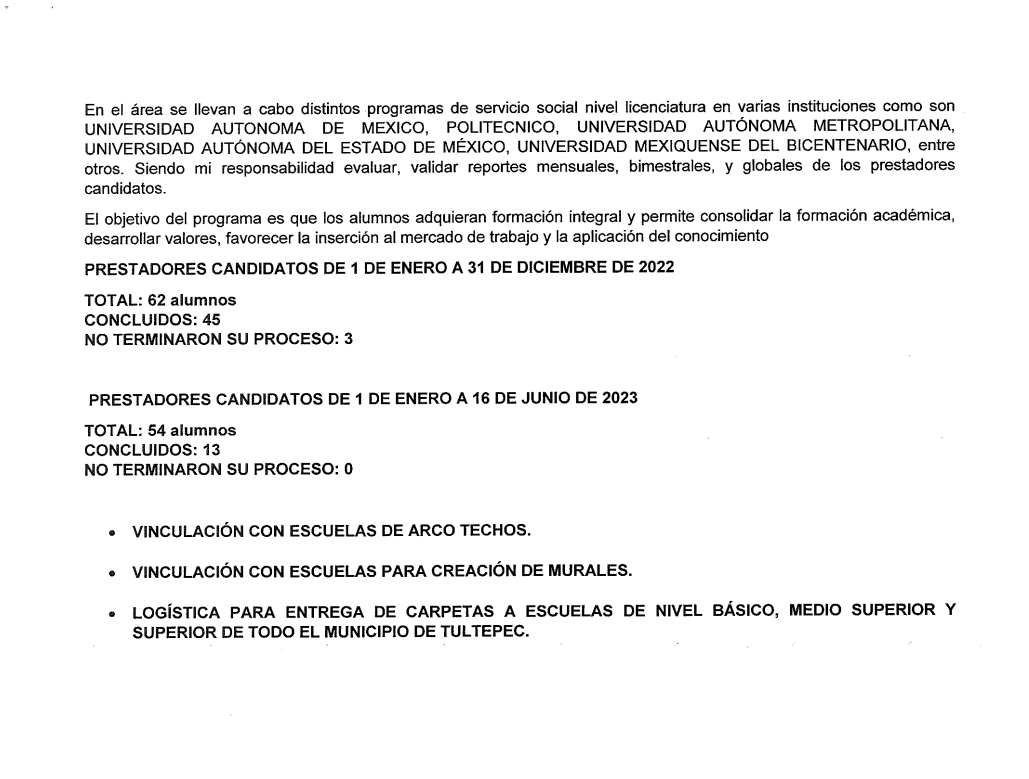 En el área se llevan a cabo distintos programas de servicio social nivel licenciatura en varias instituciones como son
UNIVERSIDAD AUTONOMA DE MEXICO, POLITECNICO, UNIVERSIDAD AUTÓNOMA METROPOLITANA,
UNIVERSIDAD AUTÓNOMA DEL ESTADO DE MÉXICO, UNIVERSIDAD MEXIQUENSE DEL BICENTENARIO, entre
otros. Siendo mi responsabilidad evaluar, validar reportes mensuales, bimestrales, y globales de los prestadores
candidatos.
El objetivo del programa es que los alumnos adquieran formación integral y permite consolidar la formación académica,
desarrollar valores, favorecer la inserción al mercado de trabajo y la aplicación del conocimiento
PRESTADORES CANDIDATOS DE 1 DE ENERO A 31 DE DICIEMBRE DE 2022
TOTAL: 62 alumnos
CONCLUIDOS: 45
NO TERMINARON SU PROCESO: 3
PRESTADORES CANDIDATOS DE 1 DE ENERO A 16 DE JUNIO DE 2023
TOTAL: 54 alumnos
CONCLUIDOS: 13
NO TERMINARON SU PROCESO: 0
• VINCULACIÓN CON ESCUELAS DE ARCO TECHOS.
• VINCULACIÓN CON ESCUELAS PARA CREACIÓN DE MURALES.
• LOGÍSTICA PARA ENTREGA DE CARPETAS A ESCUELAS DE NIVEL BÁSICO, MEDIO SUPERIOR Y
SUPERIOR DE TODO EL MUNICIPIO DE TULTEPEC.